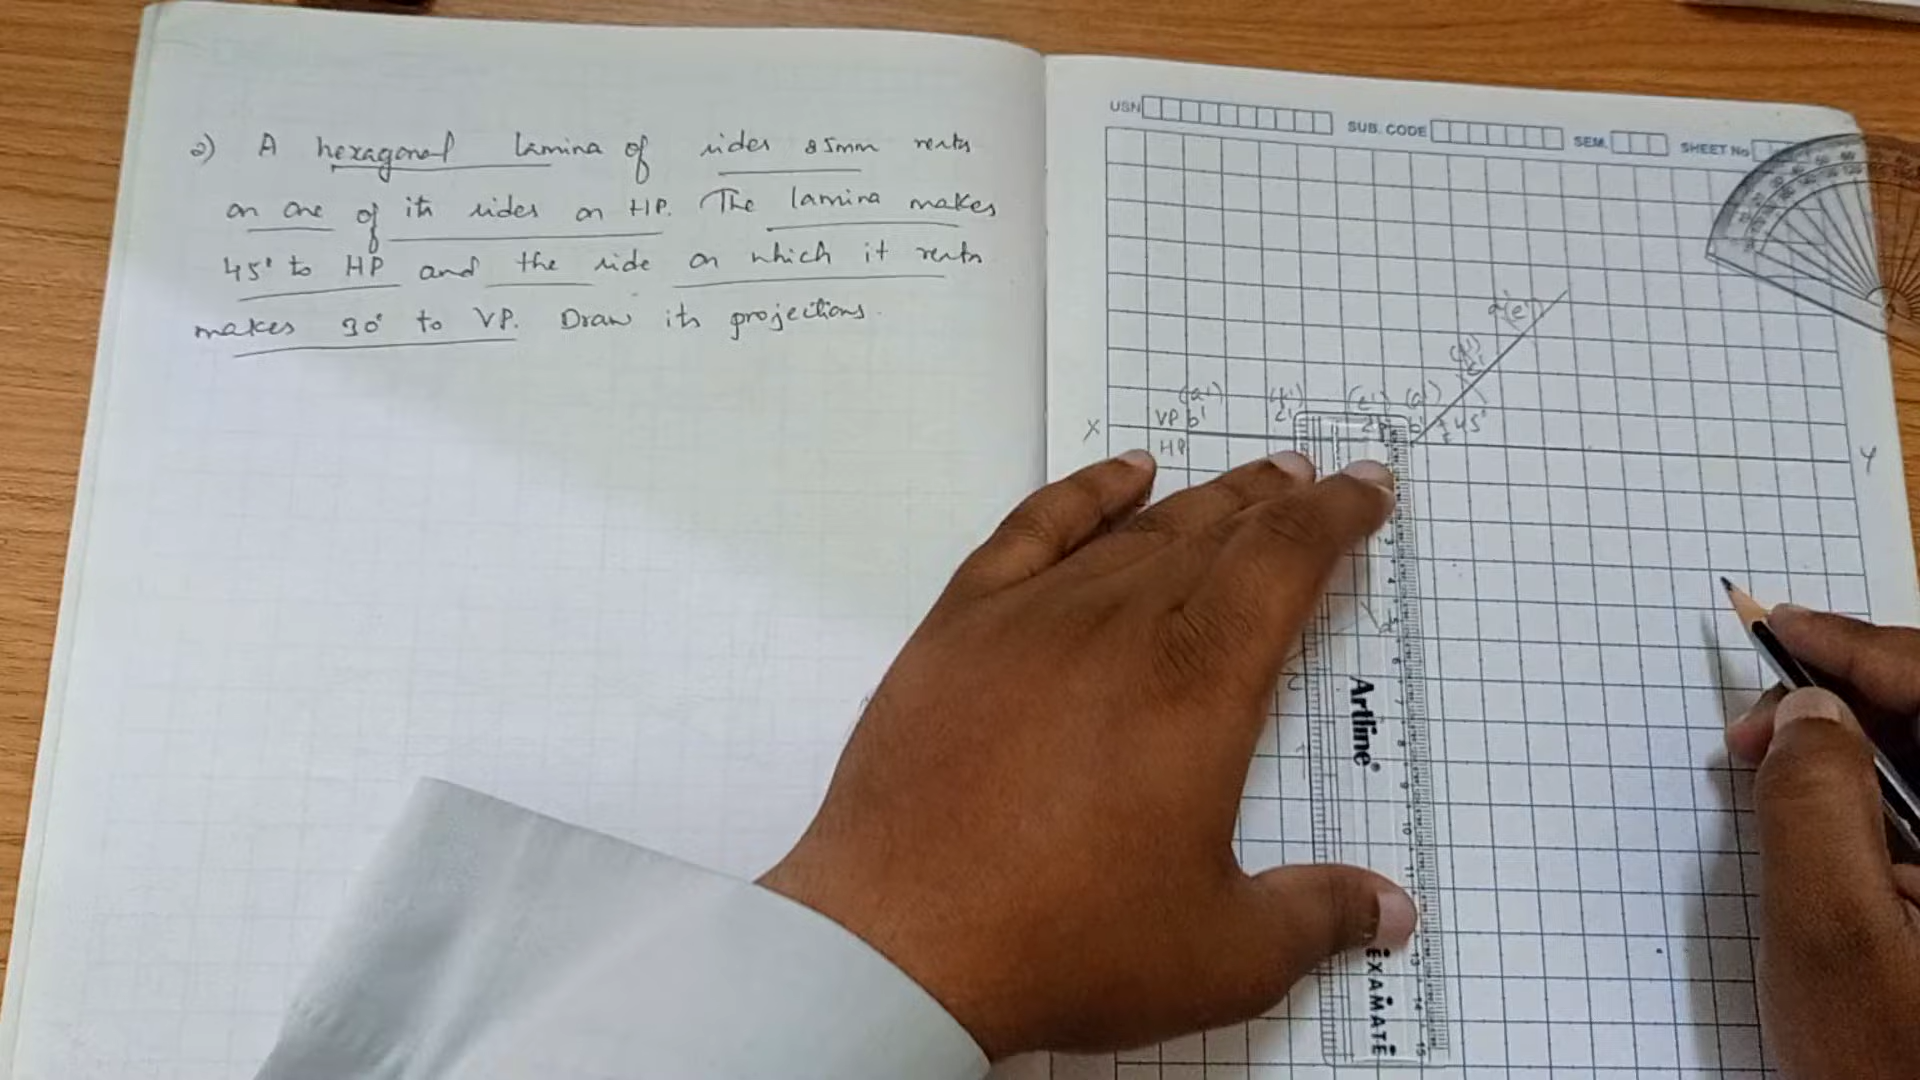 2) A hexagonal lamina of sides 25mm rests
on one of its sides on HP. The lamina makes
45° to HP and the side on which it rests
makes 30° to VP. Draw its projections.
USN SUB. CODE SEM. SHEET No
(e')
(a') (f') (e') (a')
VP b' c' b' 45°
X Y
HP
Artline
EXAMATE